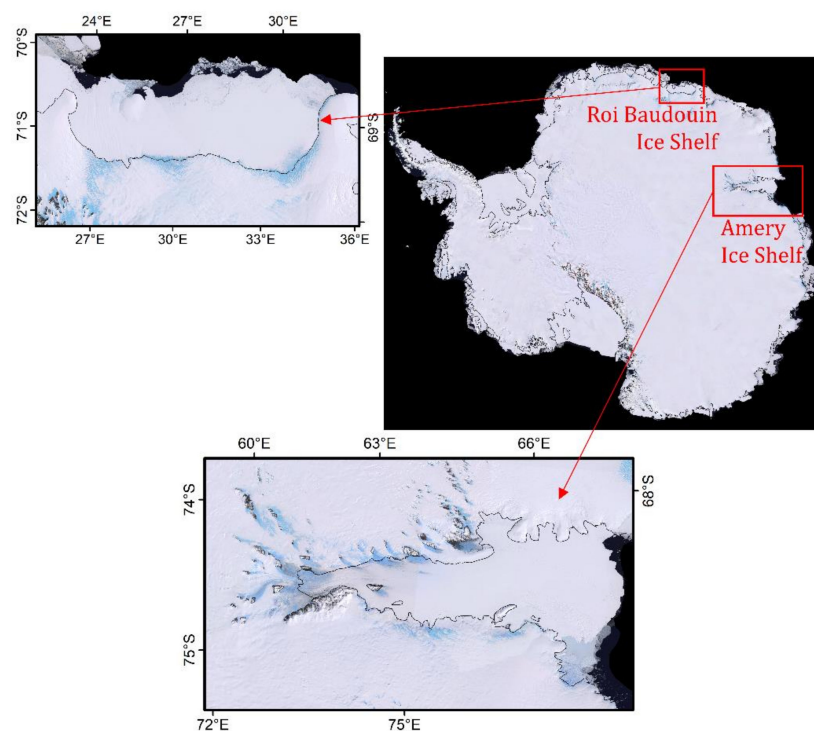 24°E 27°E 30°E
70°S
71°S
69°S
72°S
27°E 30°E 33°E 36°E
Roi Baudouin
Ice Shelf
Amery
Ice Shelf
60°E 63°E 66°E
74°S
68°S
75°S
72°E 75°E